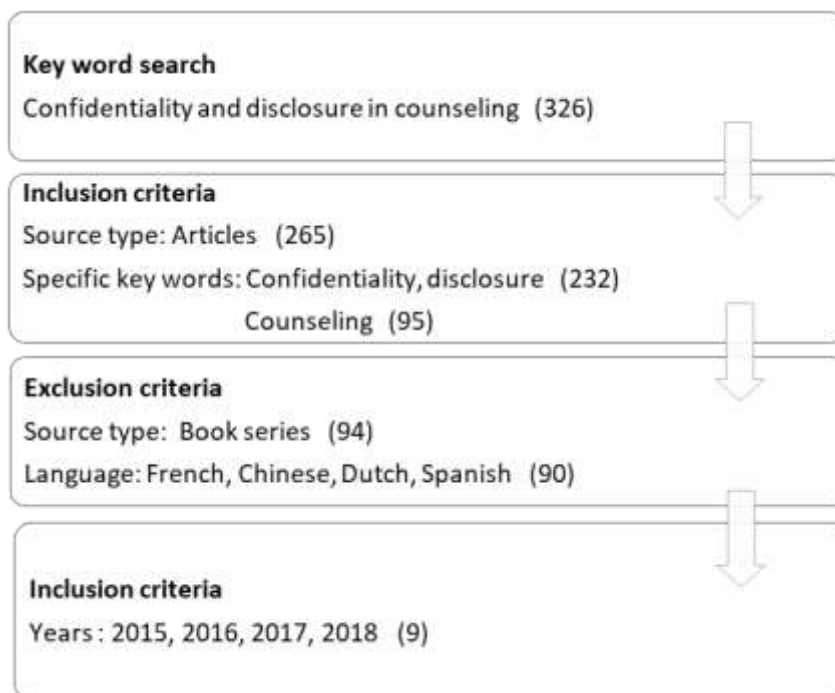 Key word search
Confidentiality and disclosure in counseling (326)
Inclusion criteria
Source type: Articles (265)
Specific key words: Confidentiality, disclosure (232)
Counseling (95)
Exclusion criteria
Source type: Book series (94)
Language: French, Chinese, Dutch, Spanish (90)
Inclusion criteria
Years : 2015, 2016, 2017, 2018 (9)